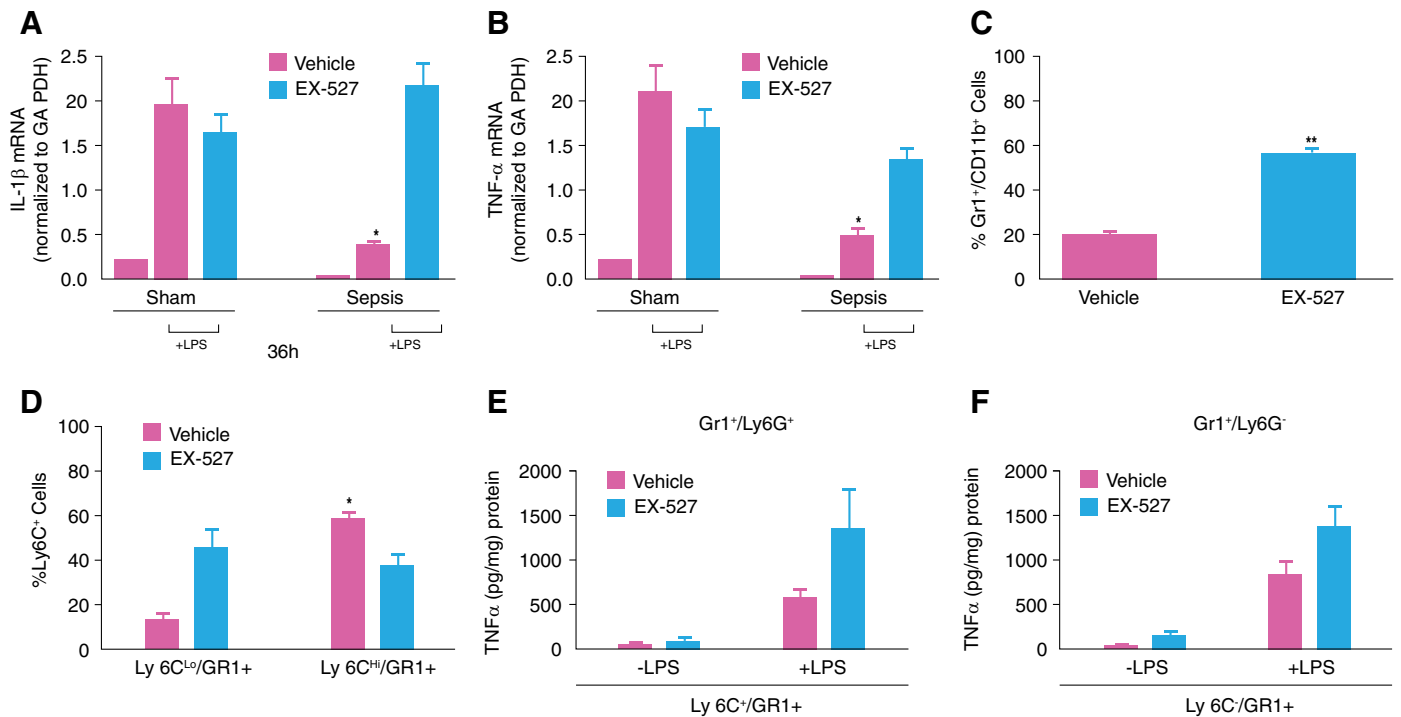 A
IL-1β mRNA
(normalized to GA PDH)
2.5
20
1.5
1.0
0.5
0.0
Vehicle
EX-527
*
Sham
Sepsis
+LPS
+LPS
36h
B
TNF-α mRNA
(normalized to GA PDH)
2.5
20
1.5
1.0
0.5
0.0
Vehicle
EX-527
*
Sham
Sepsis
+LPS
+LPS
C
% Gr1⁺/CD11b⁺ Cells
100
80
60
40
20
0
**
Vehicle
EX-527
D
%Ly6C⁺ Cells
100
80
60
40
20
0
Vehicle
EX-527
*
Ly 6Cᴸᵒ/GR1+
Ly 6Cᴴⁱ/GR1+
E
Gr1⁺/Ly6G⁺
TNFα (pg/mg) protein
2000
1500
1000
500
0
Vehicle
EX-527
-LPS
+LPS
Ly 6C⁺/GR1+
F
Gr1⁺/Ly6G⁻
TNFα (pg/mg) protein
2000
1500
1000
500
0
Vehicle
EX-527
-LPS
+LPS
Ly 6C⁻/GR1+